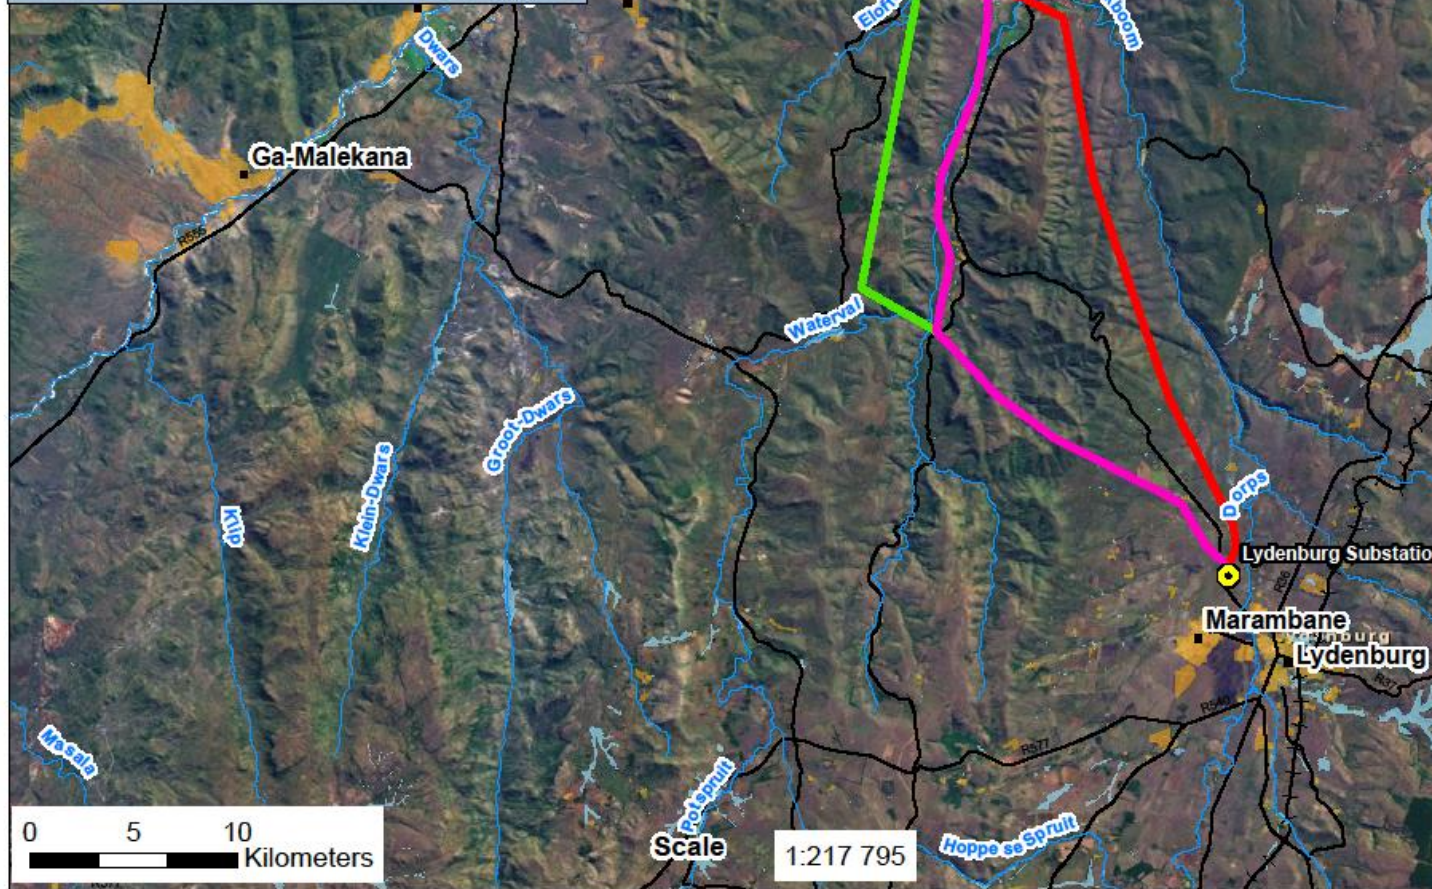 Dwars
Ga-Malekana
R555
Waterval
Groot-Dwars
Klein-Dwars
Klip
Dorps
Lydenburg Substatio
R36
Marambane
Lydenburg
R37
R540
R577
Masala
Potspruit
Hoppe se Spruit
0 5 10
Kilometers
Scale
1:217 795